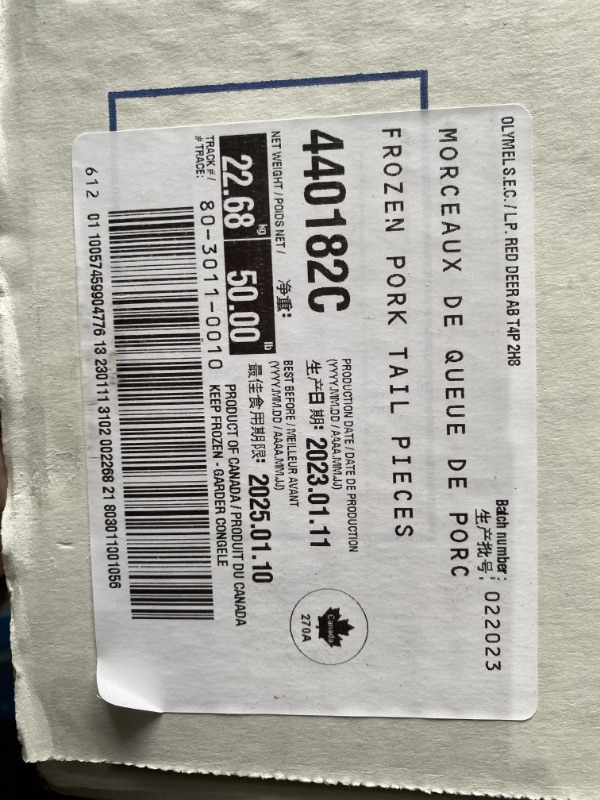 OLYMEL S.E.C. / L.P. RED DEER AB T4P 2H8
Batch number:
生产批号: 022023
MORCEAUX DE QUEUE DE PORC
FROZEN PORK TAIL PIECES
440182C
PRODUCTION DATE / DATE DE PRODUCTION
(YYYY.MM.DD / AAAA.MM.JJ)
生产日期: 2023.01.11
Canada
270A
NET WEIGHT / POIDS NET /
净重:
22.68 kg 50.00 lb
BEST BEFORE / MEILLEUR AVANT
(YYYY.MM.DD / AAAA.MM.JJ)
最佳食用期限: 2025.01.10
TRACK # /
# TRACE: 80-3011-0010
PRODUCT OF CANADA / PRODUIT DU CANADA
KEEP FROZEN - GARDER CONGELE
612 01 10057459904776 13 230111 3102 002268 21 803011001056